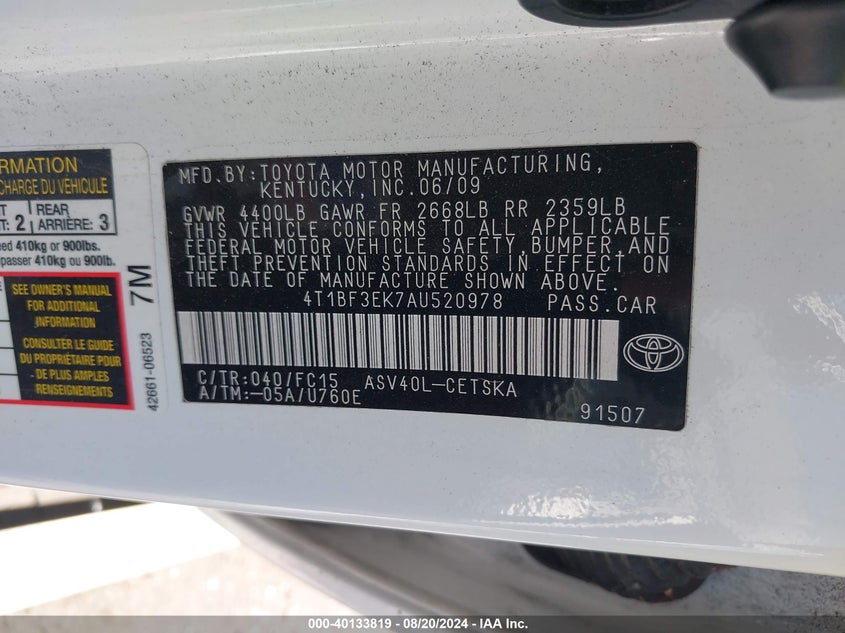 ORMATION
CHARGE DU VÉHICULE
T: 2
REAR
ARRIÈRE: 3
eed 410kg or 900lbs.
passer 410kg ou 900lb.
SEE OWNER'S MANUAL
FOR ADDITIONAL
INFORMATION
CONSULTER LE GUIDE
DU PROPRIÉTAIRE POUR
DE PLUS AMPLES
RENSEIGNEMENTS
7M
42661-06523
MFD.BY:TOYOTA MOTOR MANUFACTURING,
KENTUCKY, INC.06/09
GVWR 4400LB GAWR FR 2668LB RR 2359LB
THIS VEHICLE CONFORMS TO ALL APPLICABLE
FEDERAL MOTOR VEHICLE SAFETY, BUMPER, AND
THEFT PREVENTION STANDARDS IN EFFECT ON
THE DATE OF MANUFACTURE SHOWN ABOVE.
4T1BF3EK7AU520978 PASS.CAR
C/TR:040/FC15 ASV40L-CETSKA
A/TM:-05A/U760E
91507
000-40133819 - 08/20/2024 - IAA Inc.